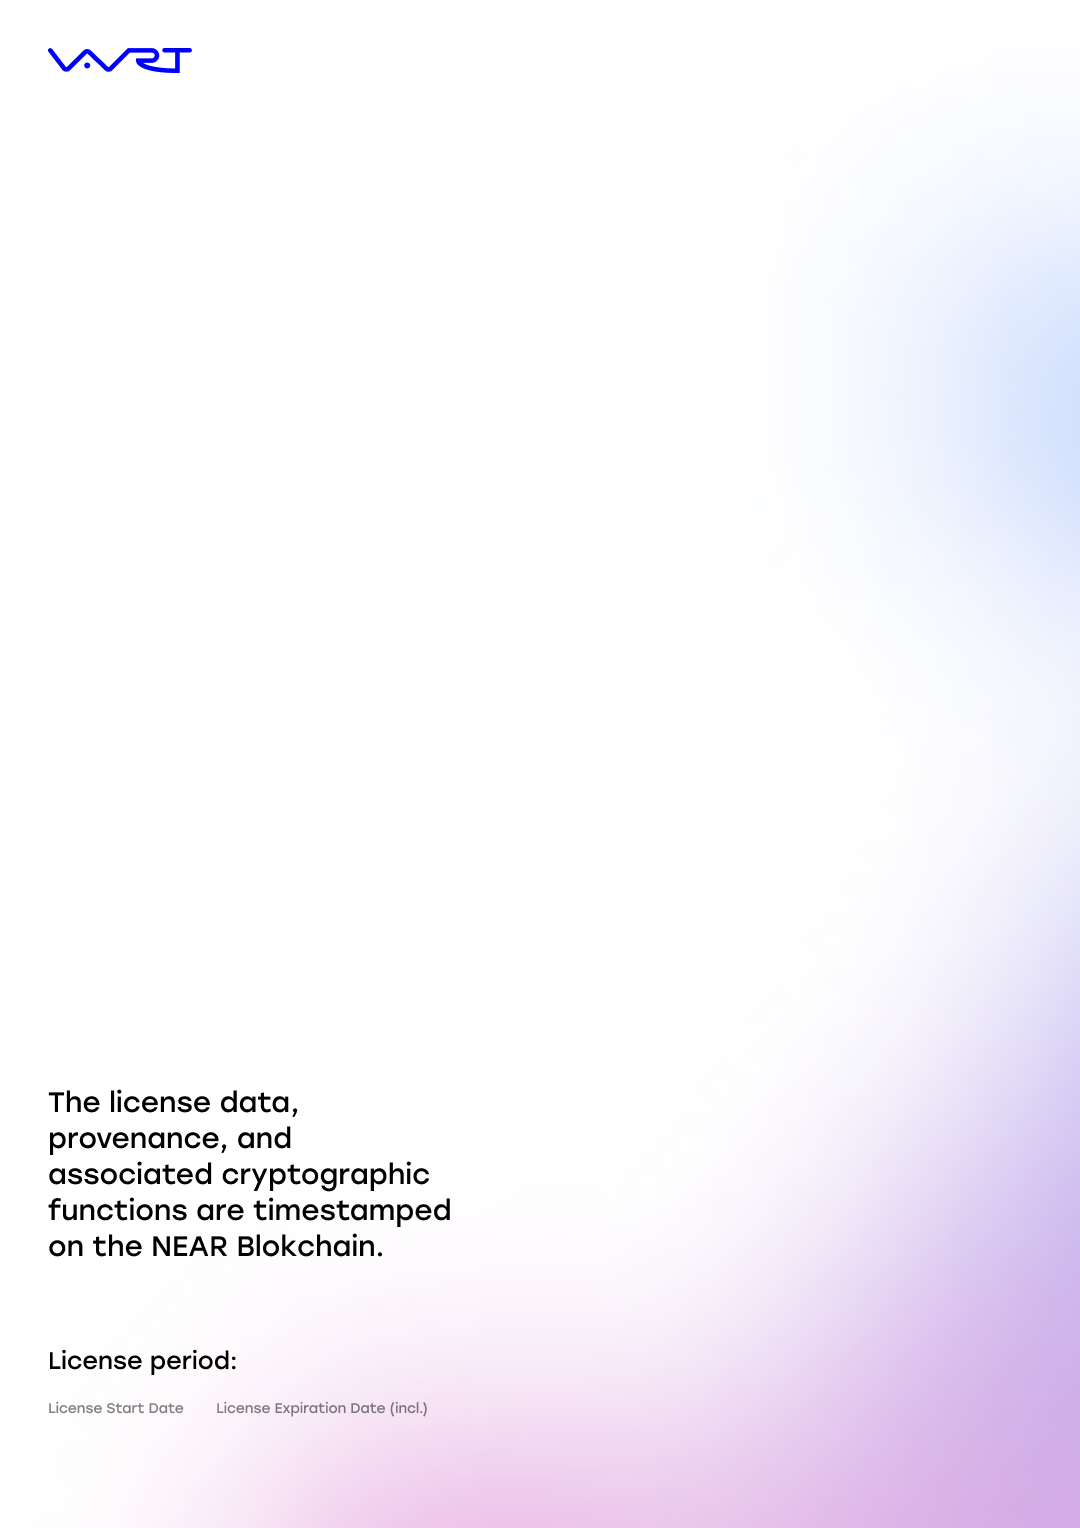 The license data,
provenance, and
associated cryptographic
functions are timestamped
on the NEAR Blokchain.
License period:
License Start Date License Expiration Date (incl.)